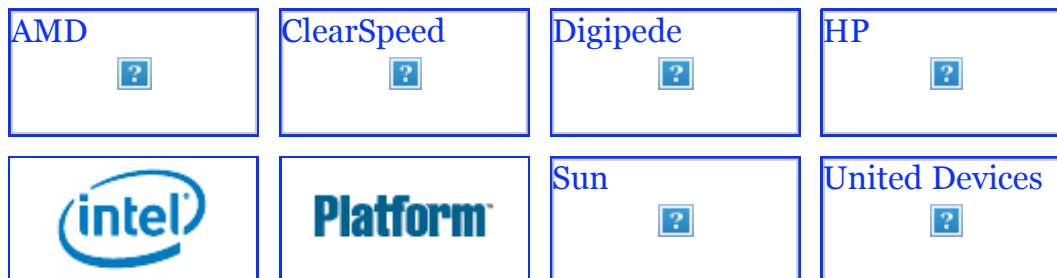 AMD
ClearSpeed
Digipede
HP
intel
Platform
Sun
United Devices